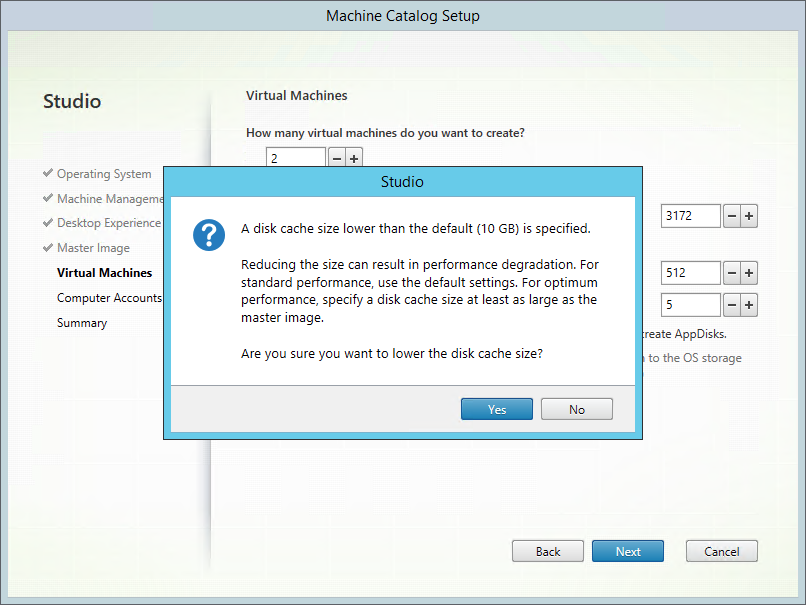 Machine Catalog Setup
Studio
Operating System
Machine
Desktop Experience
Master Image
Virtual Machines
Computer Accounts
Summary
Virtual Machines
How many virtual machines do you want to create?
2
3172
512
5
create AppDisks.
to the OS storage
Studio
A disk cache size lower than the default (10 GB) is specified.
Reducing the size can result in performance degradation. For
standard performance, use the default settings. For optimum
performance, specify a disk cache size at least as large as the
master image.
Are you sure you want to lower the disk cache size?
Yes
No
Back
Next
Cancel